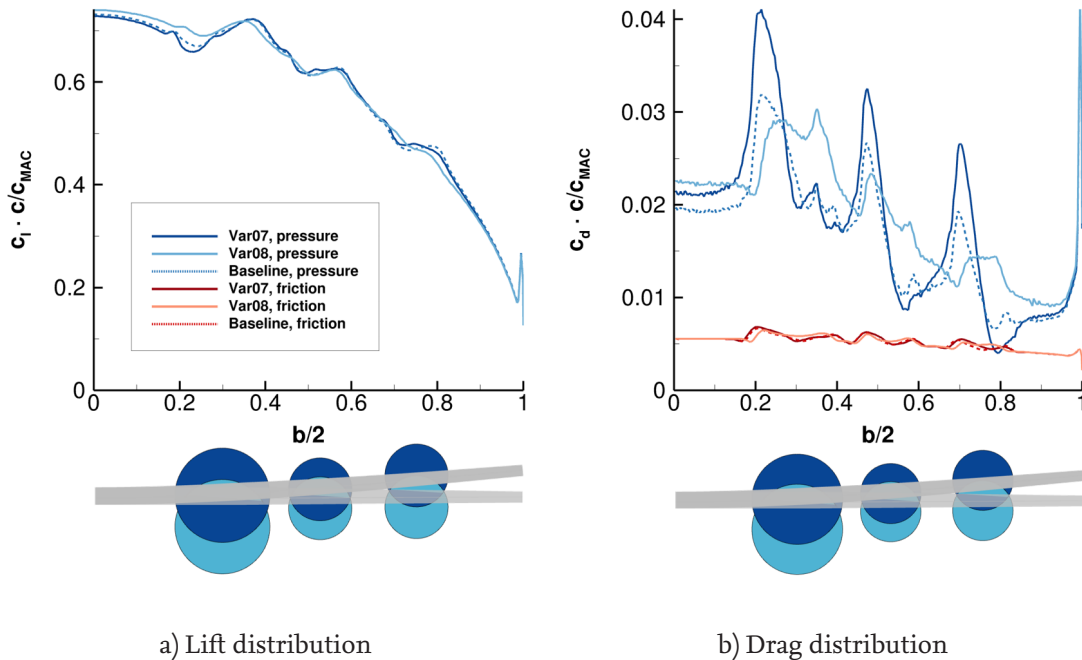 c_l · c/c_MAC
0.6
0.4
0.2
0
Var07, pressure
Var08, pressure
Baseline, pressure
Var07, friction
Var08, friction
Baseline, friction
0 0.2 0.4 0.6 0.8 1
b/2
a) Lift distribution
c_d · c/c_MAC
0.04
0.03
0.02
0.01
0
0 0.2 0.4 0.6 0.8 1
b/2
b) Drag distribution